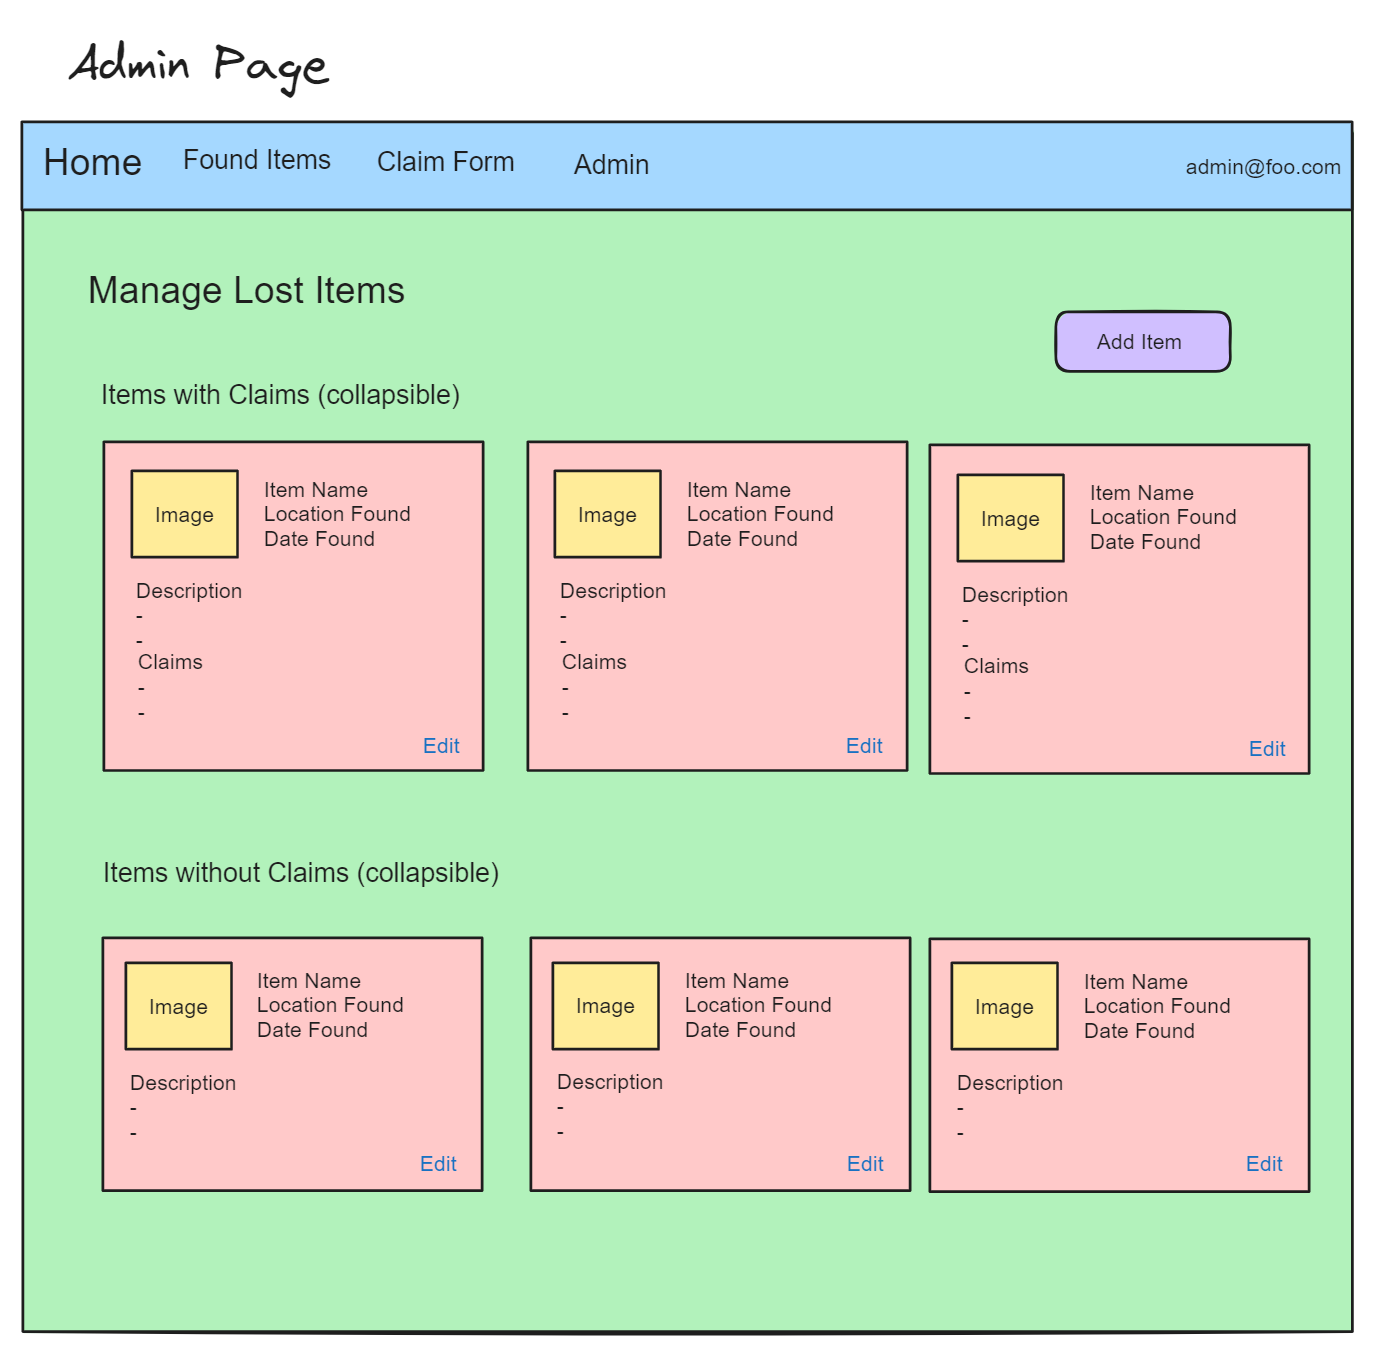 Admin Page
Home Found Items Claim Form Admin admin@foo.com
Manage Lost Items
Add Item
Items with Claims (collapsible)
Image
Item Name
Location Found
Date Found
Description
-
-
Claims
-
-
Edit
Image
Item Name
Location Found
Date Found
Description
-
-
Claims
-
-
Edit
Image
Item Name
Location Found
Date Found
Description
-
-
Claims
-
-
Edit
Items without Claims (collapsible)
Image
Item Name
Location Found
Date Found
Description
-
-
Edit
Image
Item Name
Location Found
Date Found
Description
-
-
Edit
Image
Item Name
Location Found
Date Found
Description
-
-
Edit